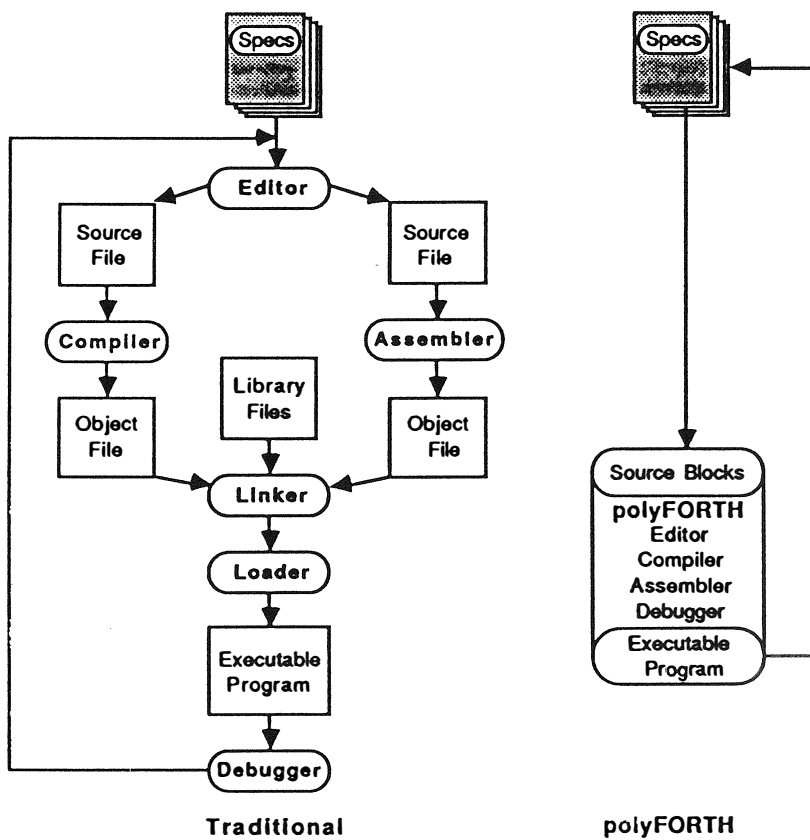 Specs
Editor
Source
File
Source
File
Compiler
Assembler
Library
Files
Object
File
Object
File
Linker
Loader
Executable
Program
Debugger
Traditional
Specs
Source Blocks
polyFORTH
Editor
Compiler
Assembler
Debugger
Executable
Program
polyFORTH